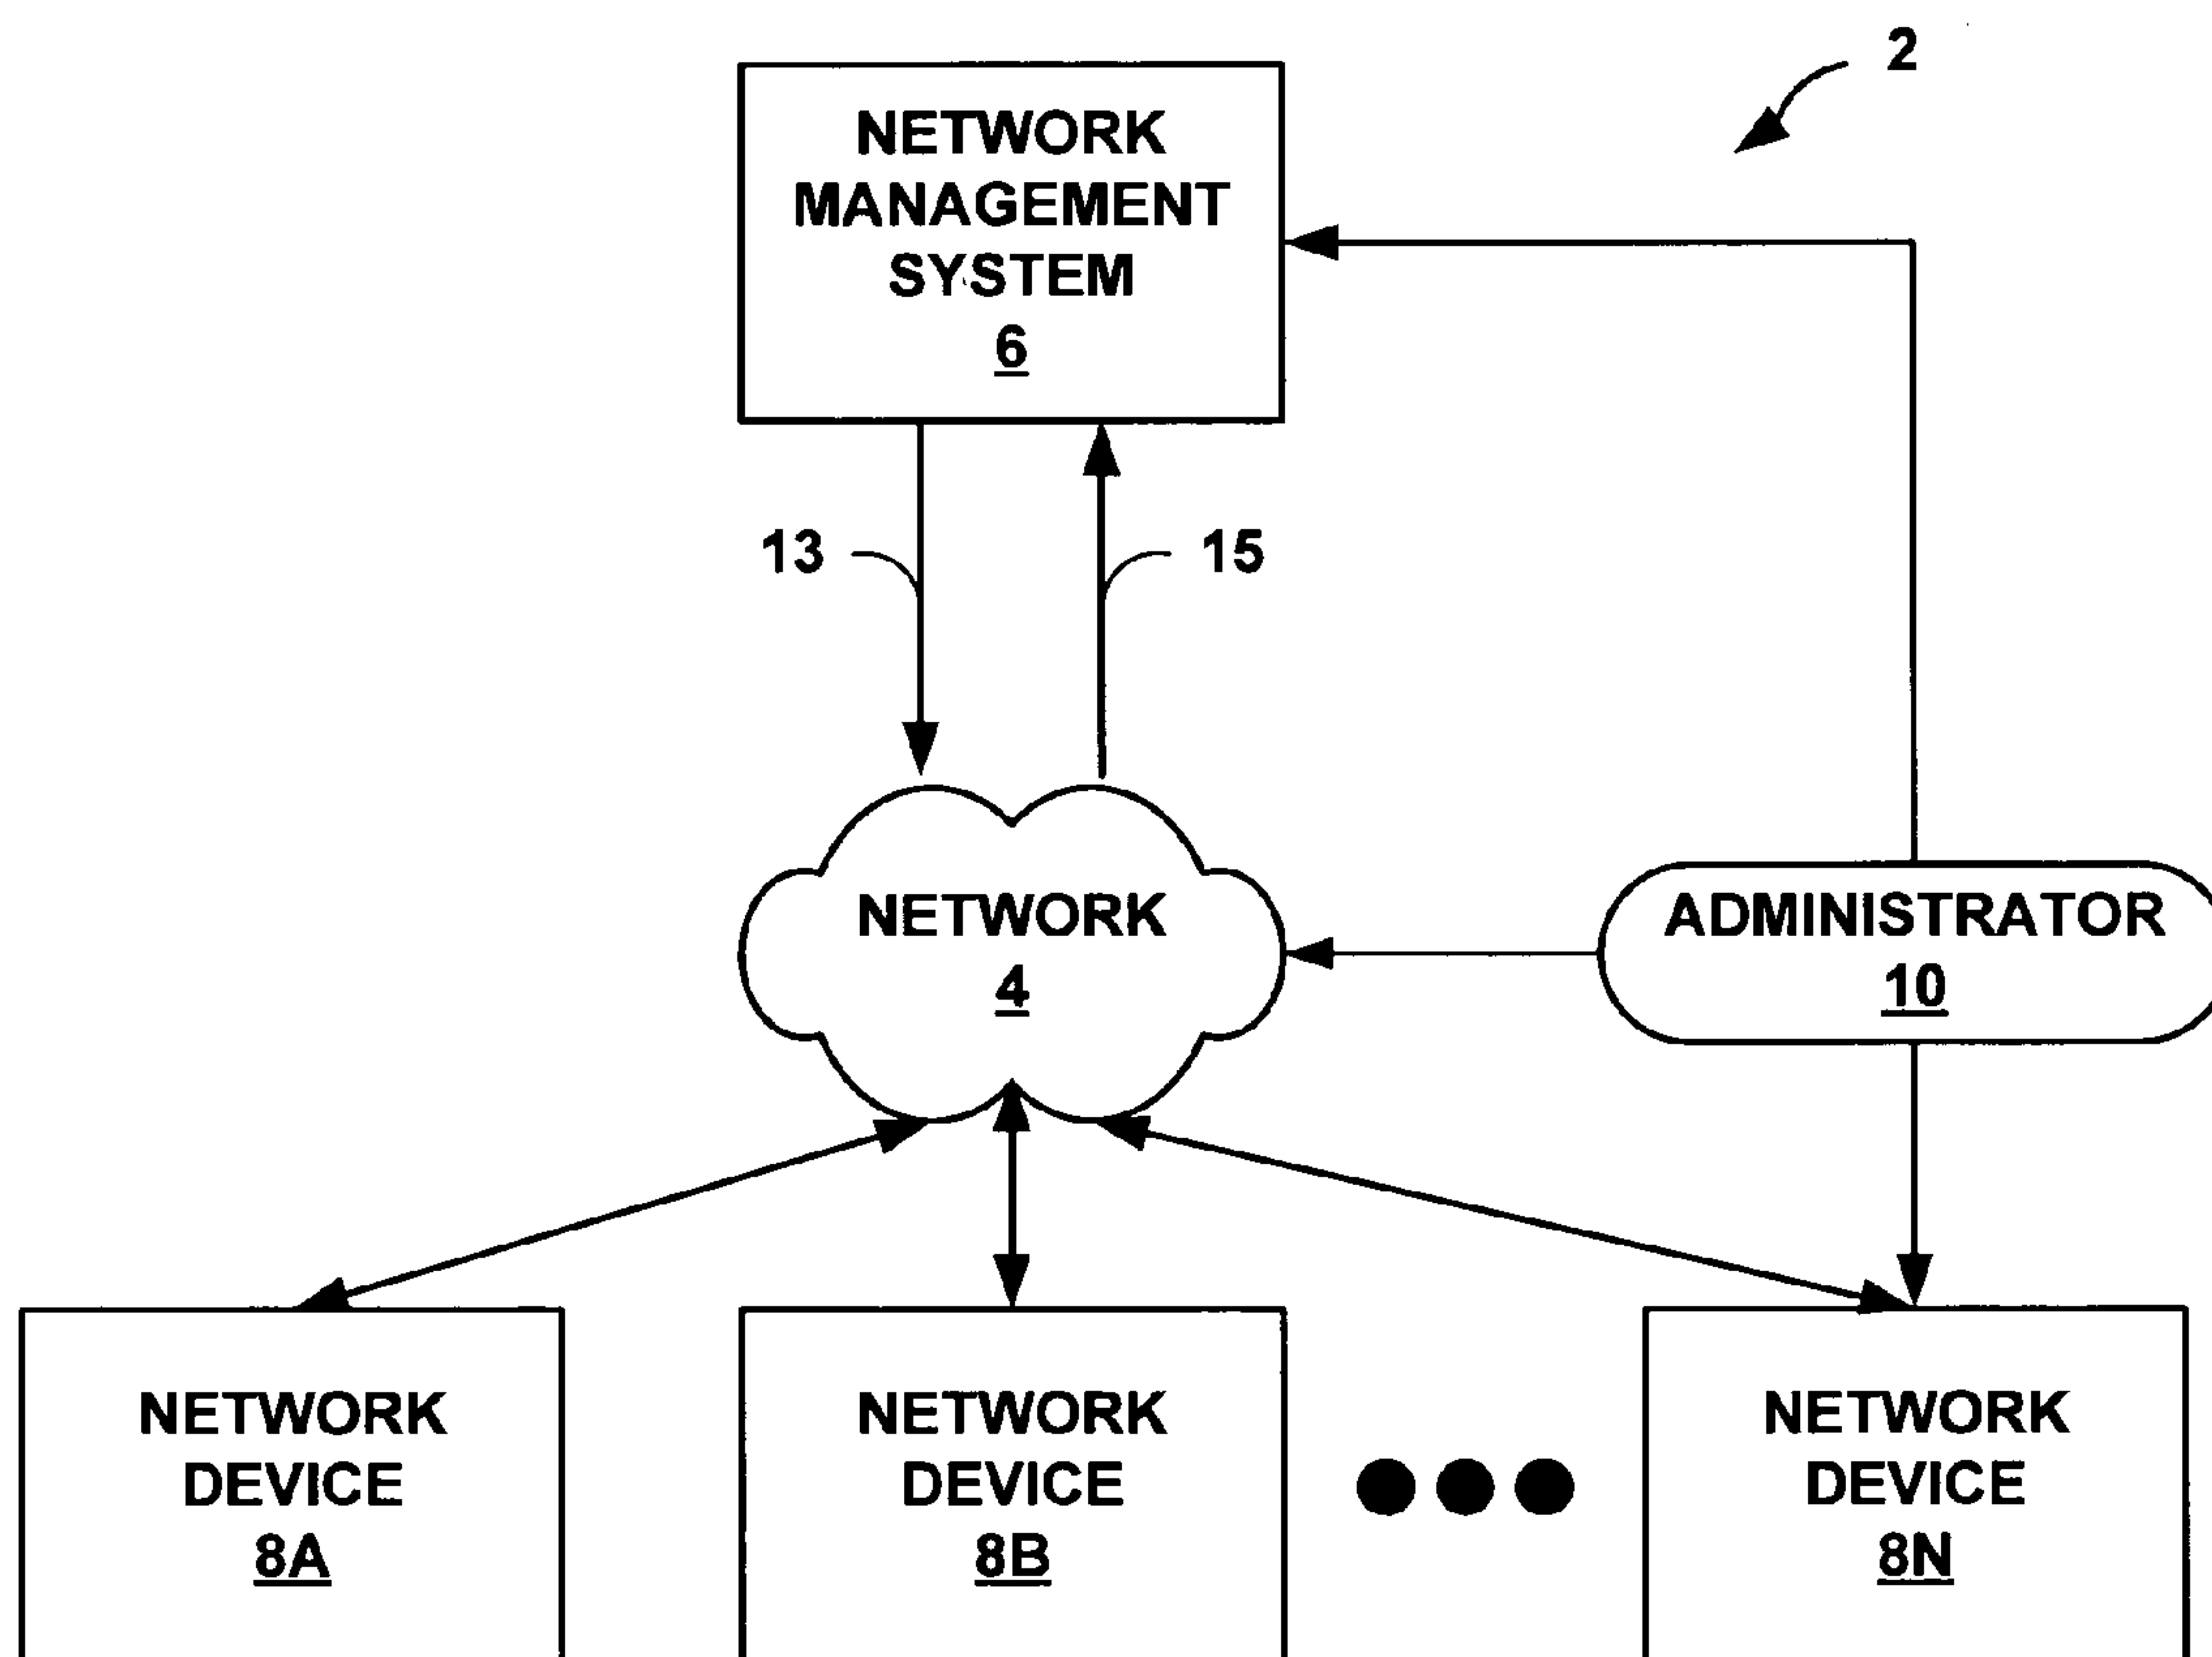 2
NETWORK
MANAGEMENT
SYSTEM
6
13
15
NETWORK
4
ADMINISTRATOR
10
NETWORK
DEVICE
8A
NETWORK
DEVICE
8B
NETWORK
DEVICE
8N